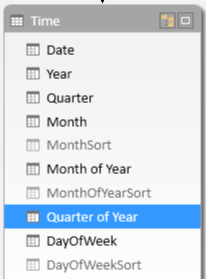 Time
Date
Year
Quarter
Month
MonthSort
Month of Year
MonthOfYearSort
Quarter of Year
DayOfWeek
DayOfWeekSort